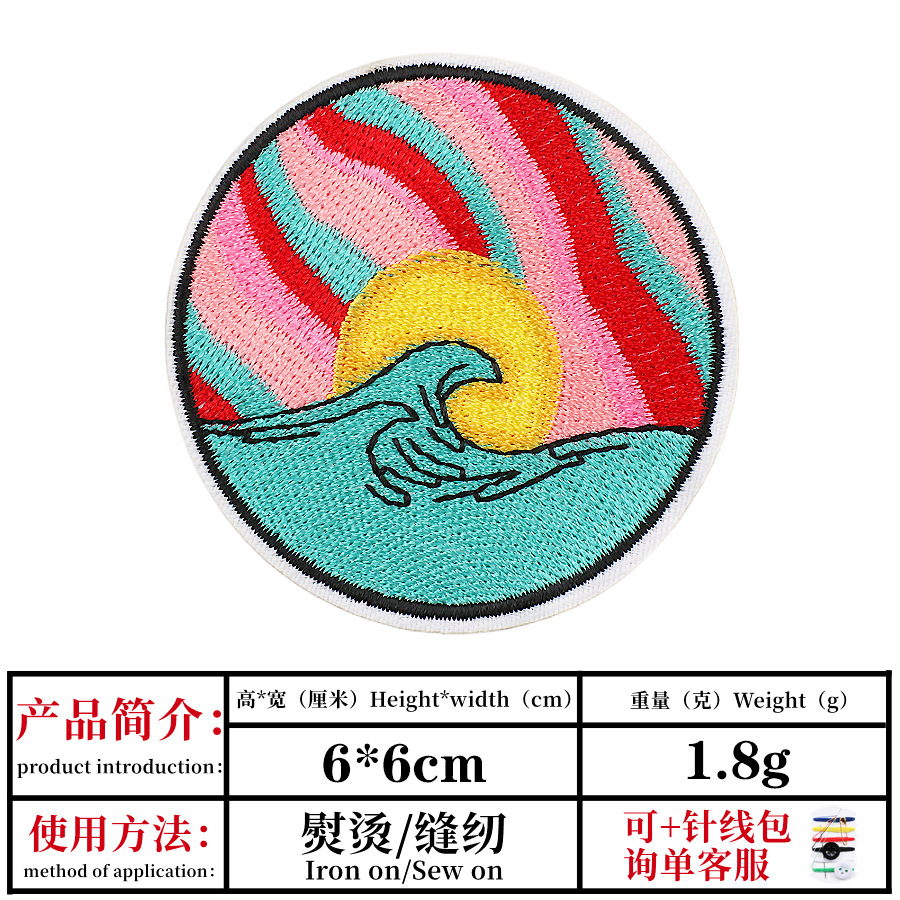 产品简介：
product introduction：
高*宽（厘米）Height*width（cm）
重量（克）Weight（g）
6*6cm
1.8g
使用方法：
method of application：
熨烫/缝纫
Iron on/Sew on
可+针线包
询单客服